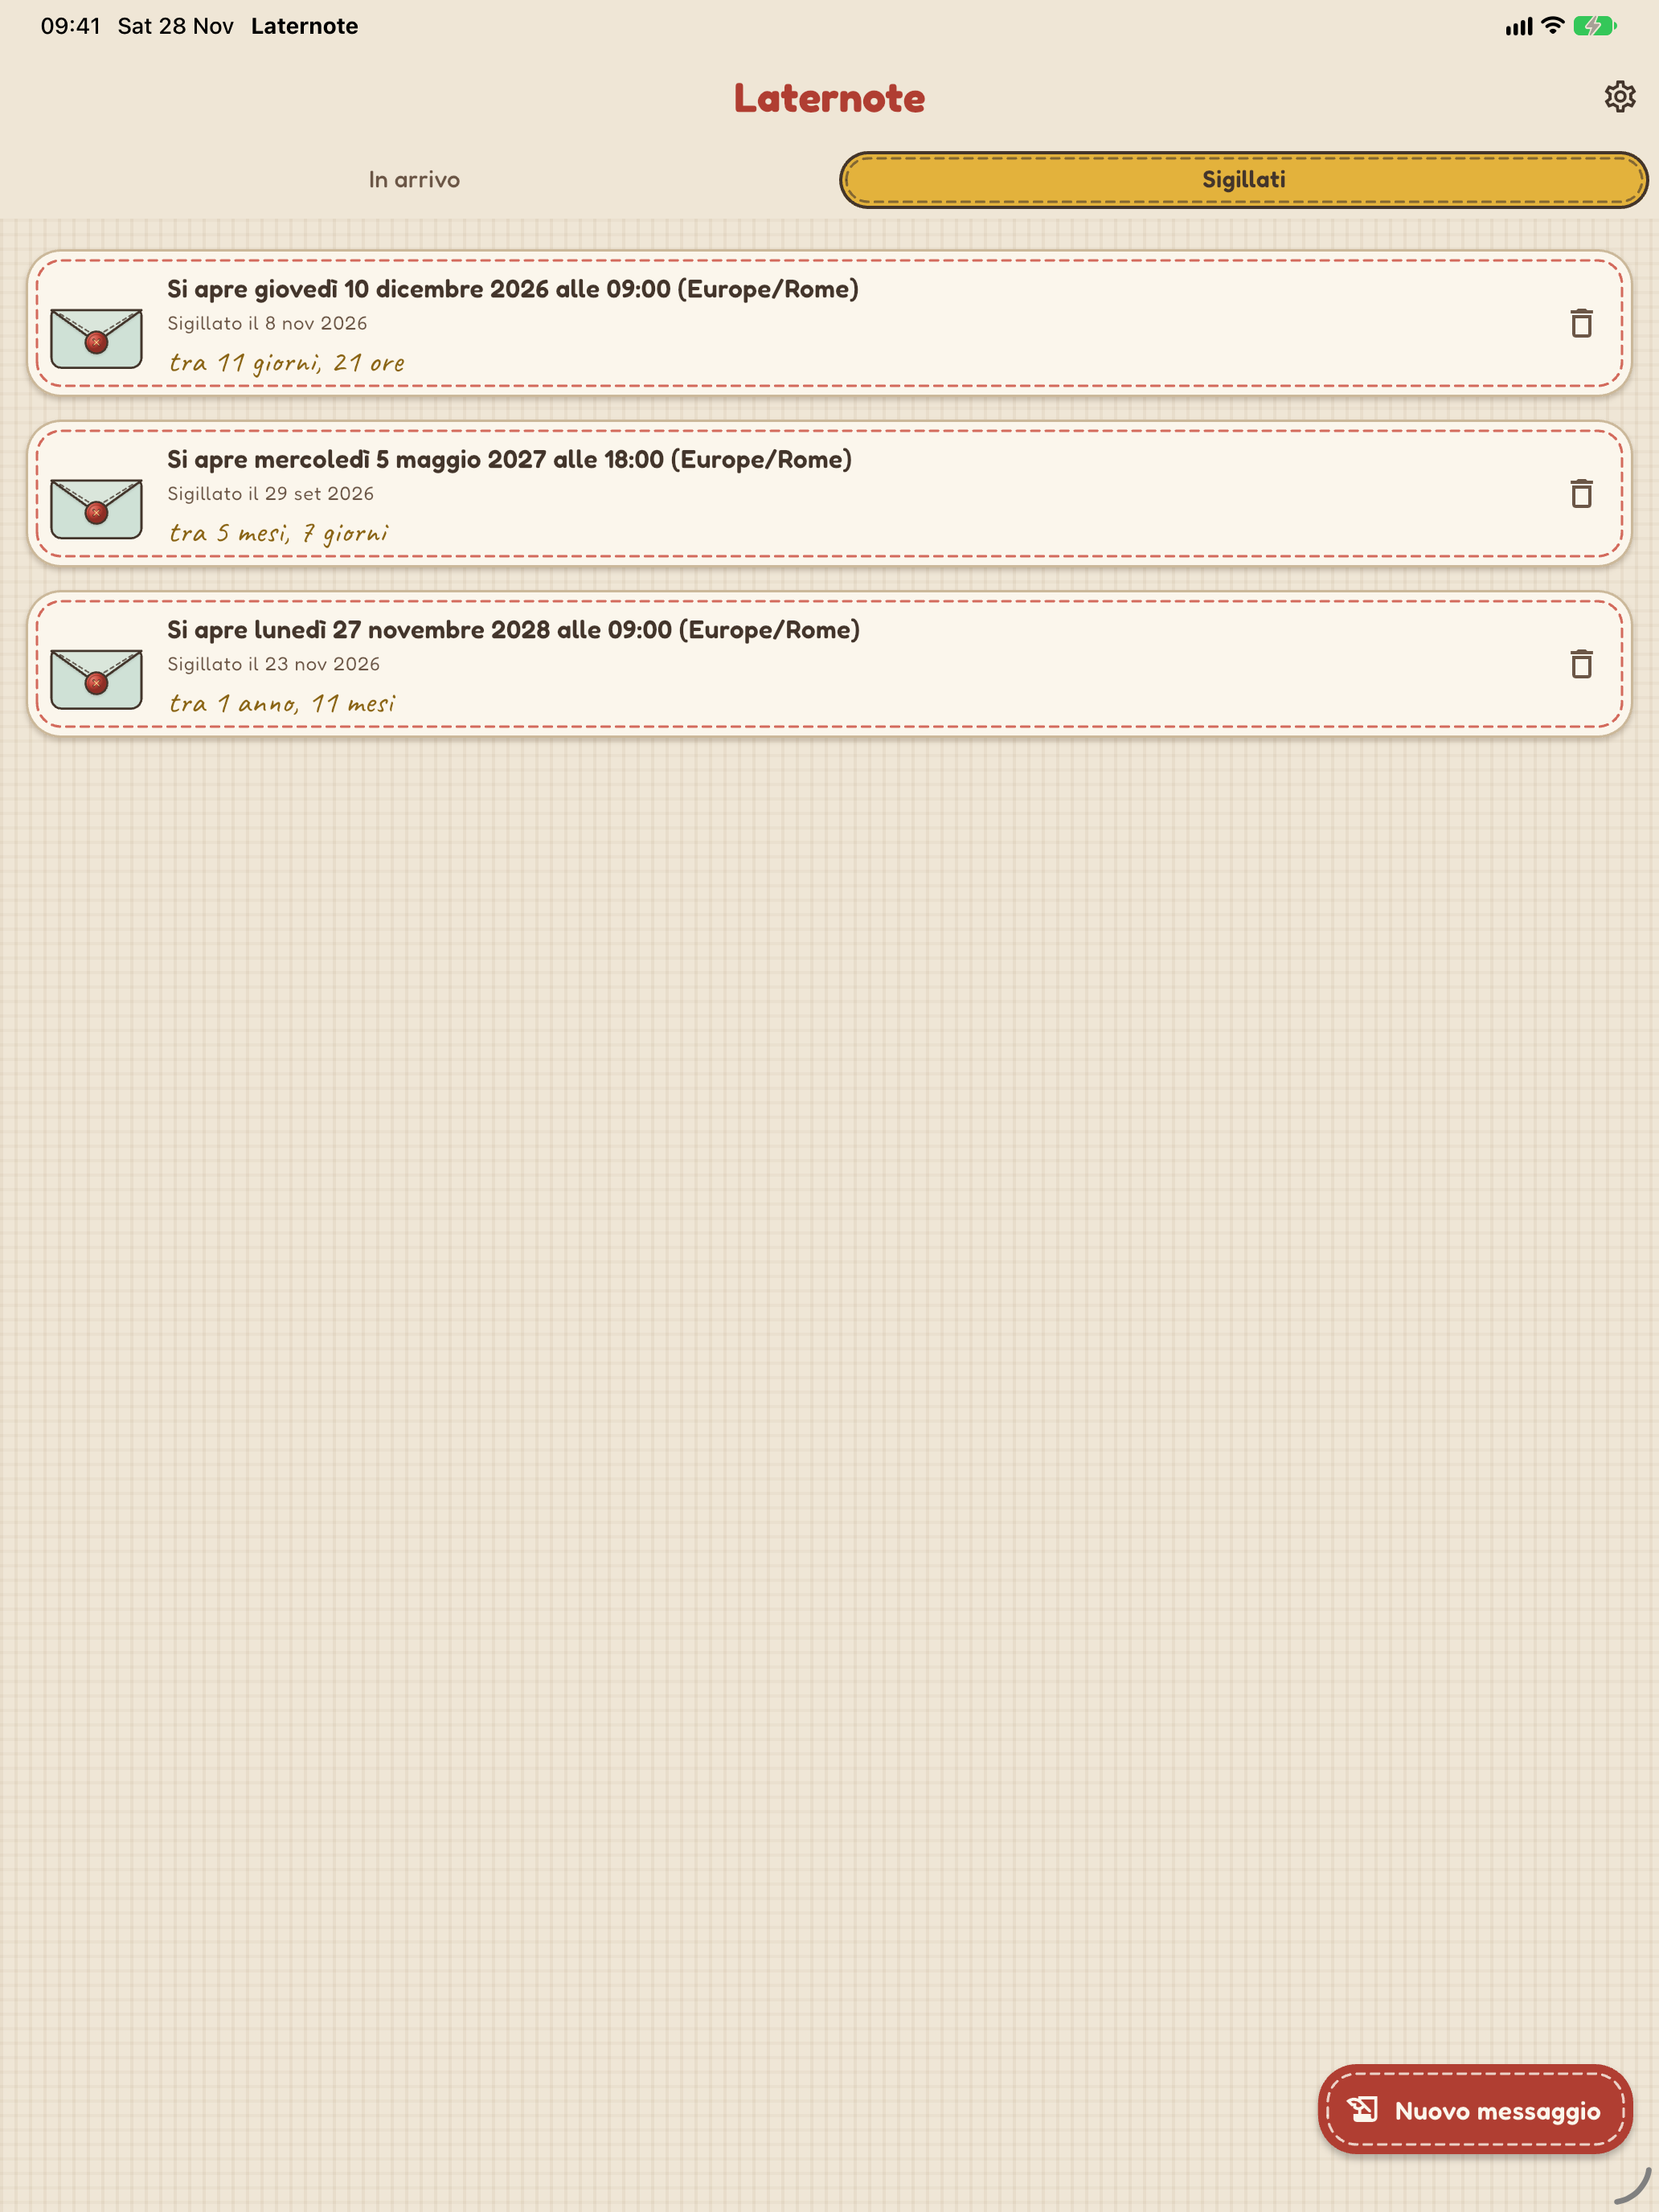 09:41 Sat 28 Nov Laternote
Laternote
In arrivo
Sigillati
Si apre giovedì 10 dicembre 2026 alle 09:00 (Europe/Rome)
Sigillato il 8 nov 2026
tra 11 giorni, 21 ore
Si apre mercoledì 5 maggio 2027 alle 18:00 (Europe/Rome)
Sigillato il 29 set 2026
tra 5 mesi, 7 giorni
Si apre lunedì 27 novembre 2028 alle 09:00 (Europe/Rome)
Sigillato il 23 nov 2026
tra 1 anno, 11 mesi
Nuovo messaggio